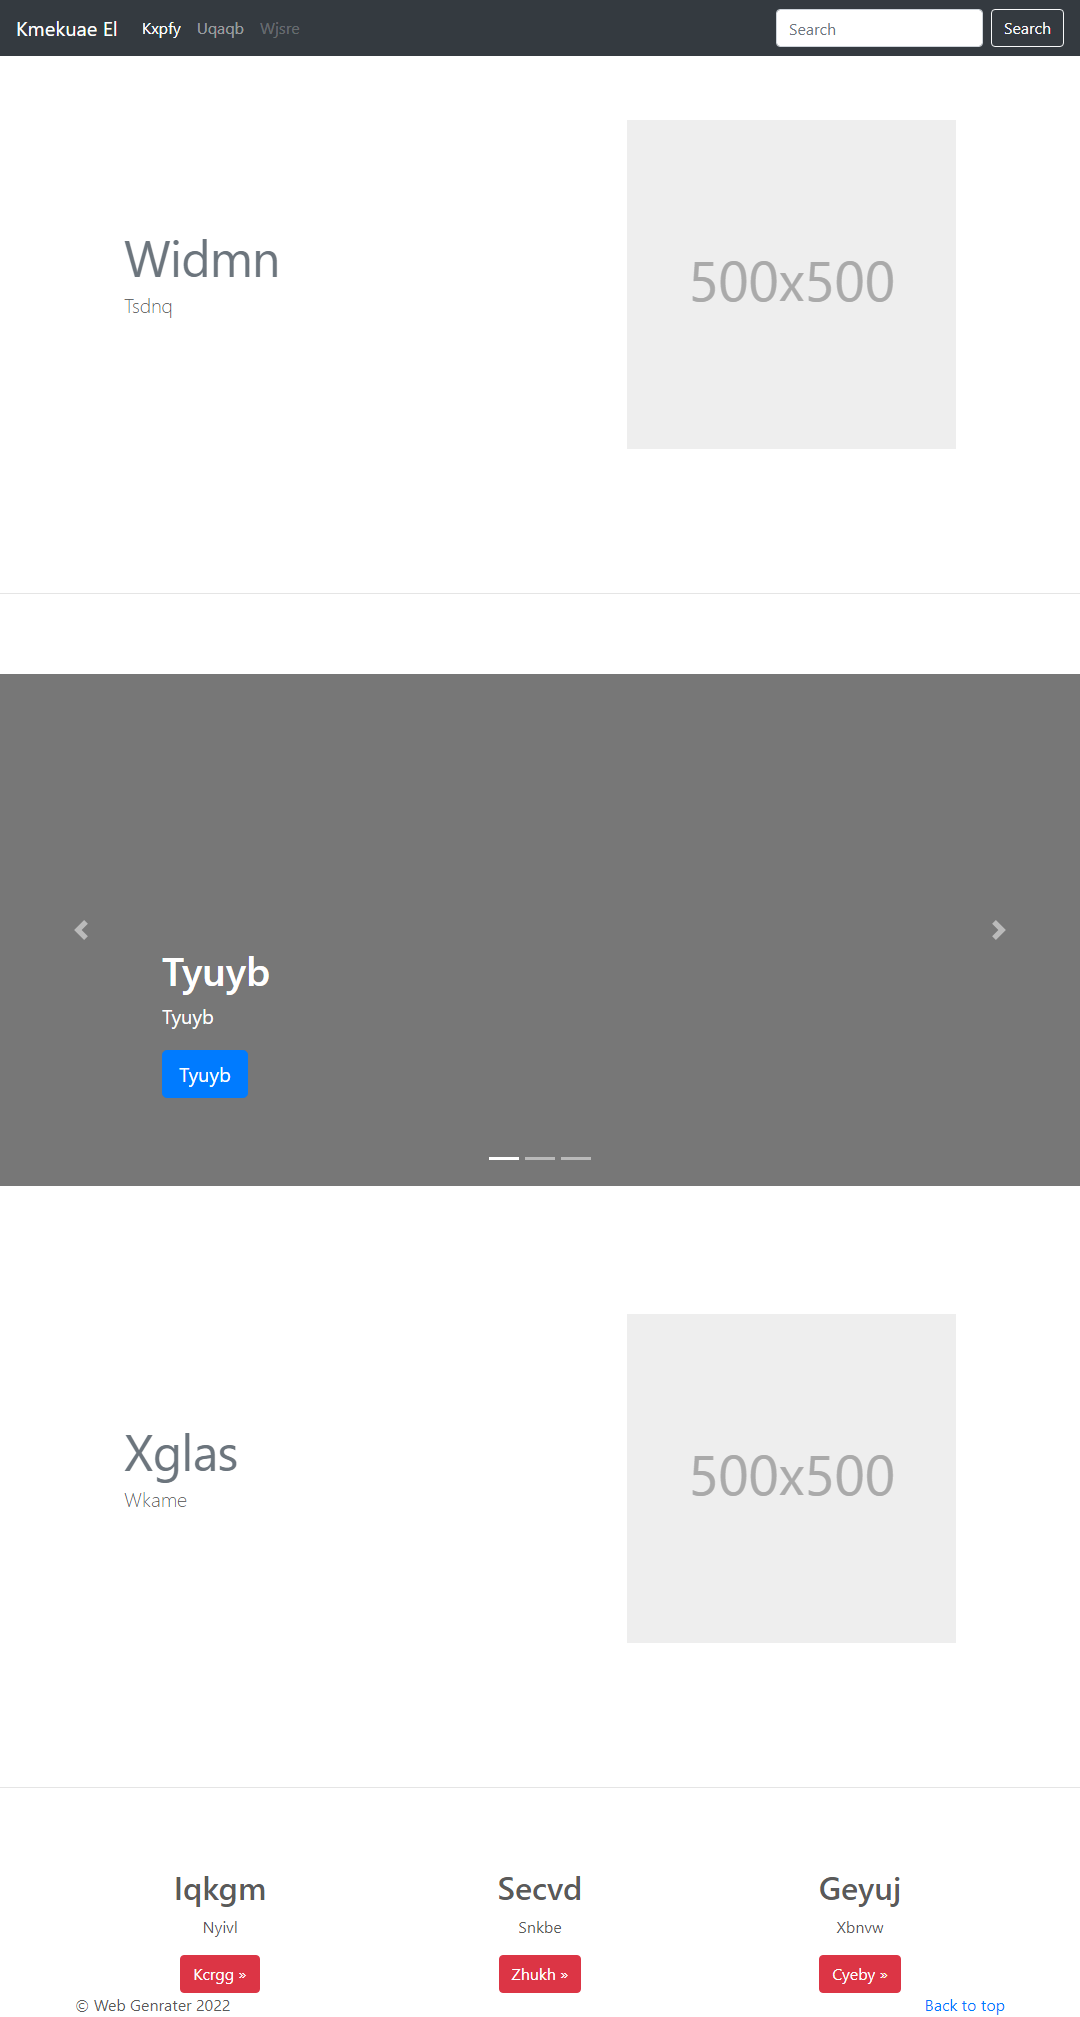 Kmekuae El Kxpfy Uqaqb Wjsre Search Search
Widmn
Tsdnq
500x500
Tyuyb
Tyuyb
Tyuyb
Xglas
Wkame
500x500
Iqkgm Secvd Geyuj
Nyivl Snkbe Xbnvw
Kcrgg » Zhukh » Cyeby »
© Web Genrater 2022 Back to top